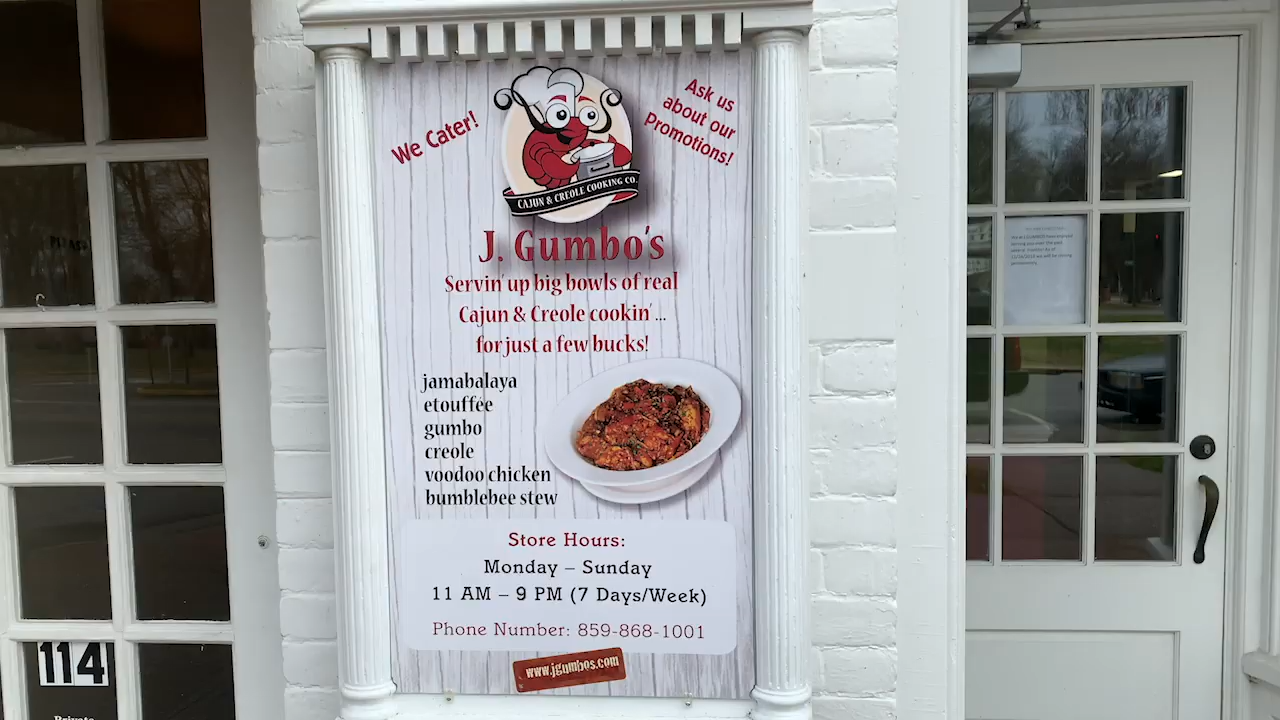 We Cater!
Ask us
about our
Promotions!
CAJUN & CREOLE COOKING CO.
J. Gumbo's
Servin' up big bowls of real
Cajun & Creole cookin'...
for just a few bucks!
jamabalaya
etouffée
gumbo
creole
voodoo chicken
bumblebee stew
Store Hours:
Monday – Sunday
11 AM – 9 PM (7 Days/Week)
Phone Number: 859-868-1001
www.jgumbos.com
114
Private